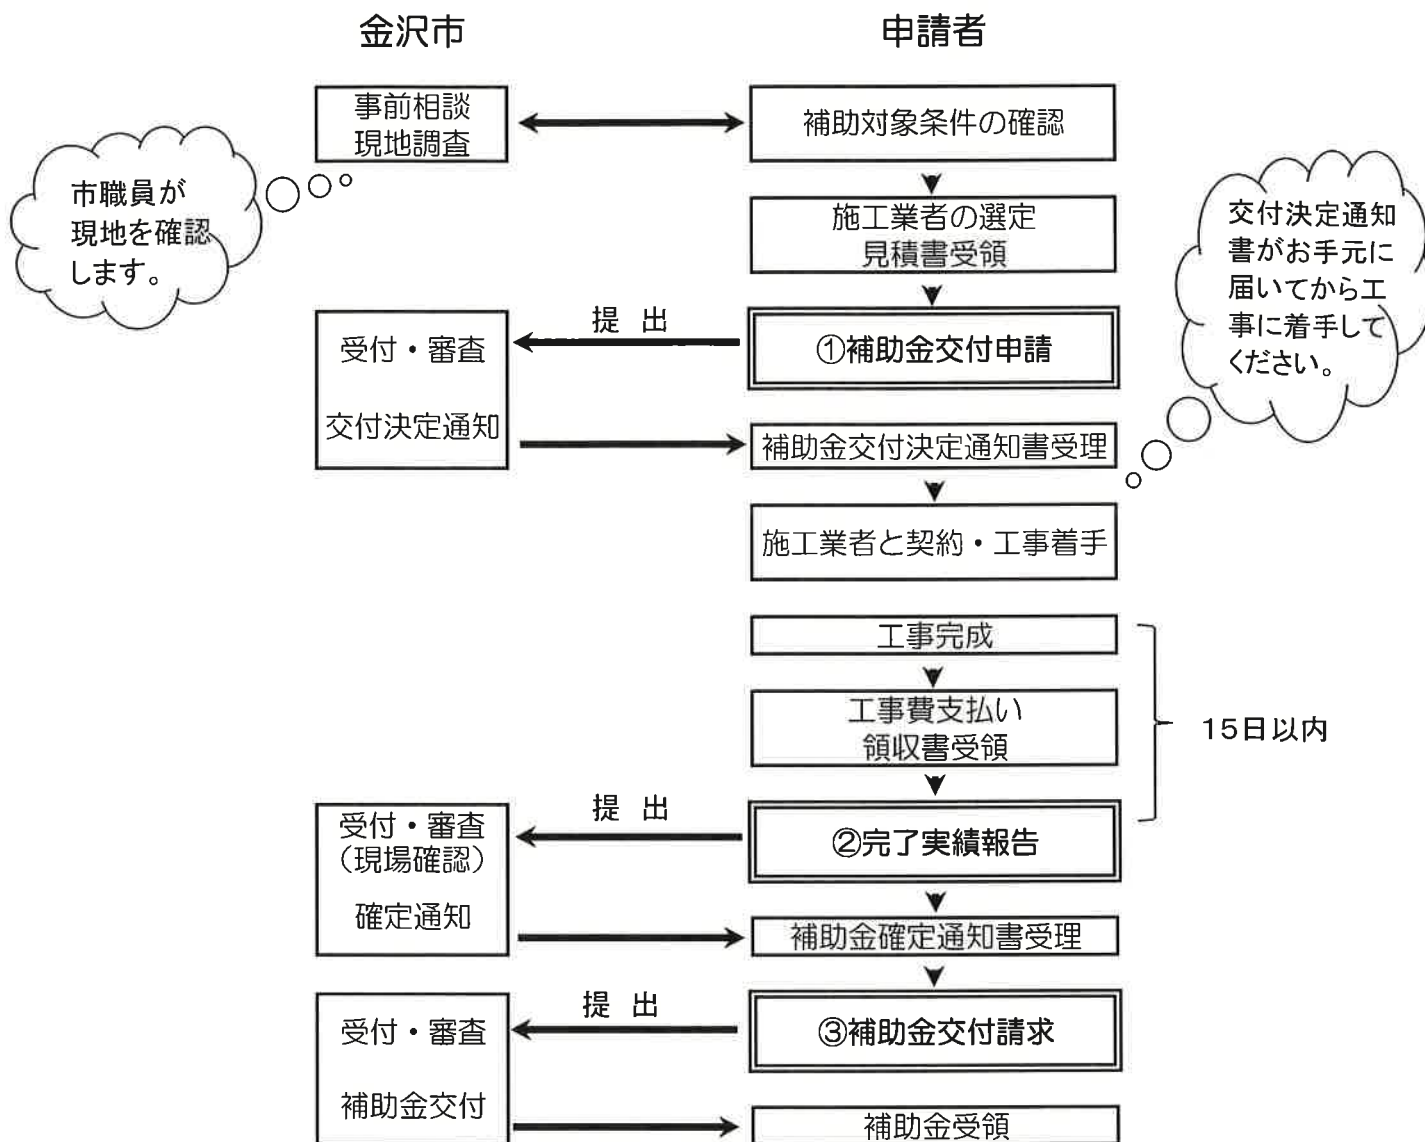 金沢市
申請者
事前相談
現地調査
補助対象条件の確認
市職員が
現地を確認
します。
施工業者の選定
見積書受領
交付決定通知
書がお手元に
届いてから工
事に着手して
ください。
提 出
①補助金交付申請
受付・審査
交付決定通知
補助金交付決定通知書受理
施工業者と契約・工事着手
工事完成
工事費支払い
領収書受領
15日以内
提 出
②完了実績報告
受付・審査
(現場確認)
確定通知
補助金確定通知書受理
提 出
③補助金交付請求
受付・審査
補助金交付
補助金受領